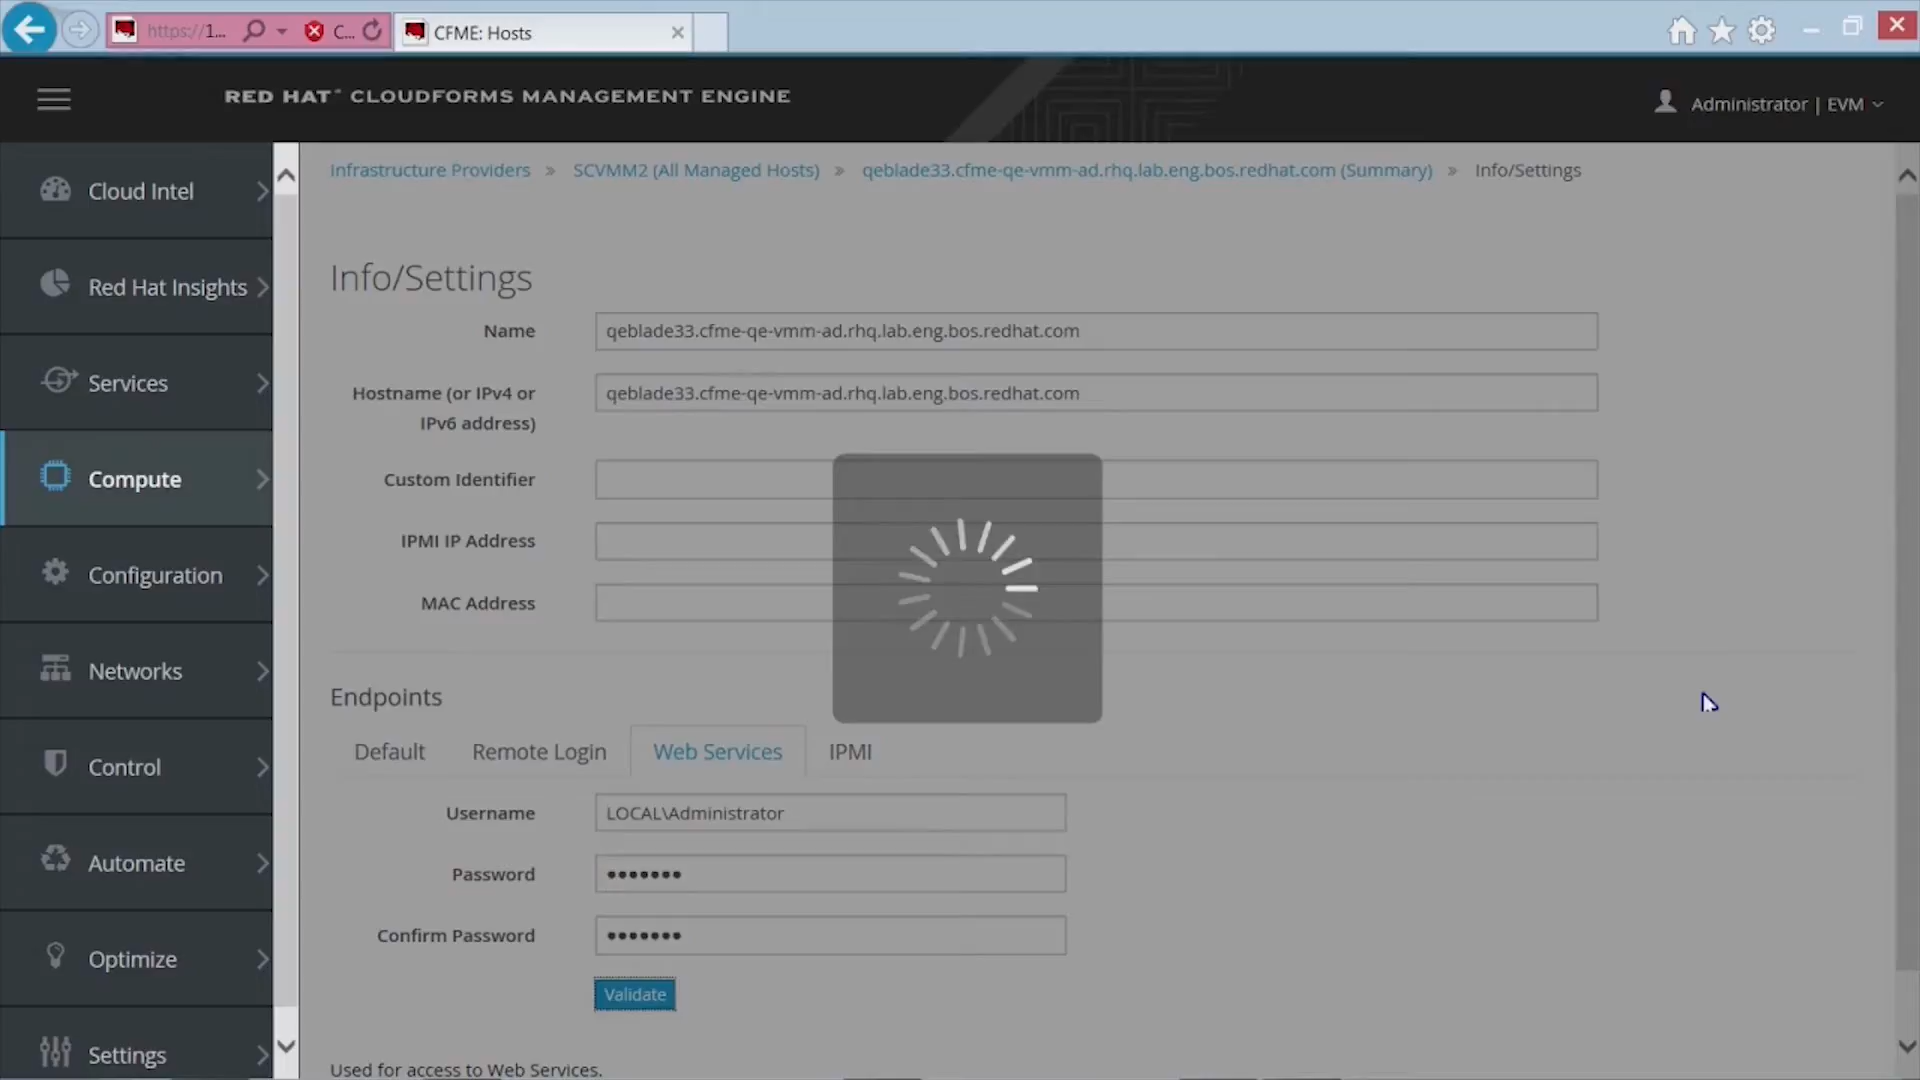 https://1...
C...
CFME: Hosts
RED HAT CLOUDFORMS MANAGEMENT ENGINE
Administrator | EVM
Cloud Intel
Red Hat Insights
Services
Compute
Configuration
Networks
Control
Automate
Optimize
Settings
Infrastructure Providers » SCVMM2 (All Managed Hosts) » qeblade33.cfme-qe-vmm-ad.rhq.lab.eng.bos.redhat.com (Summary) » Info/Settings
Info/Settings
Name qeblade33.cfme-qe-vmm-ad.rhq.lab.eng.bos.redhat.com
Hostname (or IPv4 or
IPv6 address) qeblade33.cfme-qe-vmm-ad.rhq.lab.eng.bos.redhat.com
Custom Identifier
IPMI IP Address
MAC Address
Endpoints
Default Remote Login Web Services IPMI
Username LOCAL\Administrator
Password •••••••
Confirm Password •••••••
Validate
Used for access to Web Services.